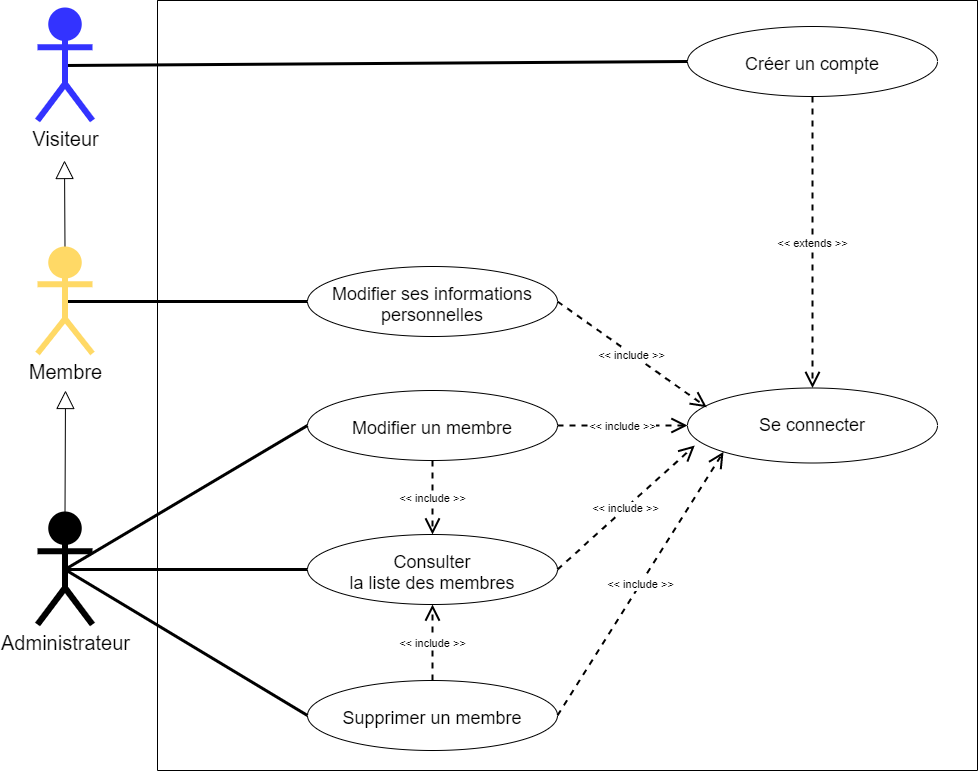 Créer un compte
Visiteur
<< extends >>
Modifier ses informations
personnelles
<< include >>
Membre
Modifier un membre
<< include >>
Se connecter
<< include >>
<< include >>
Consulter
la liste des membres
<< include >>
Administrateur
<< include >>
Supprimer un membre